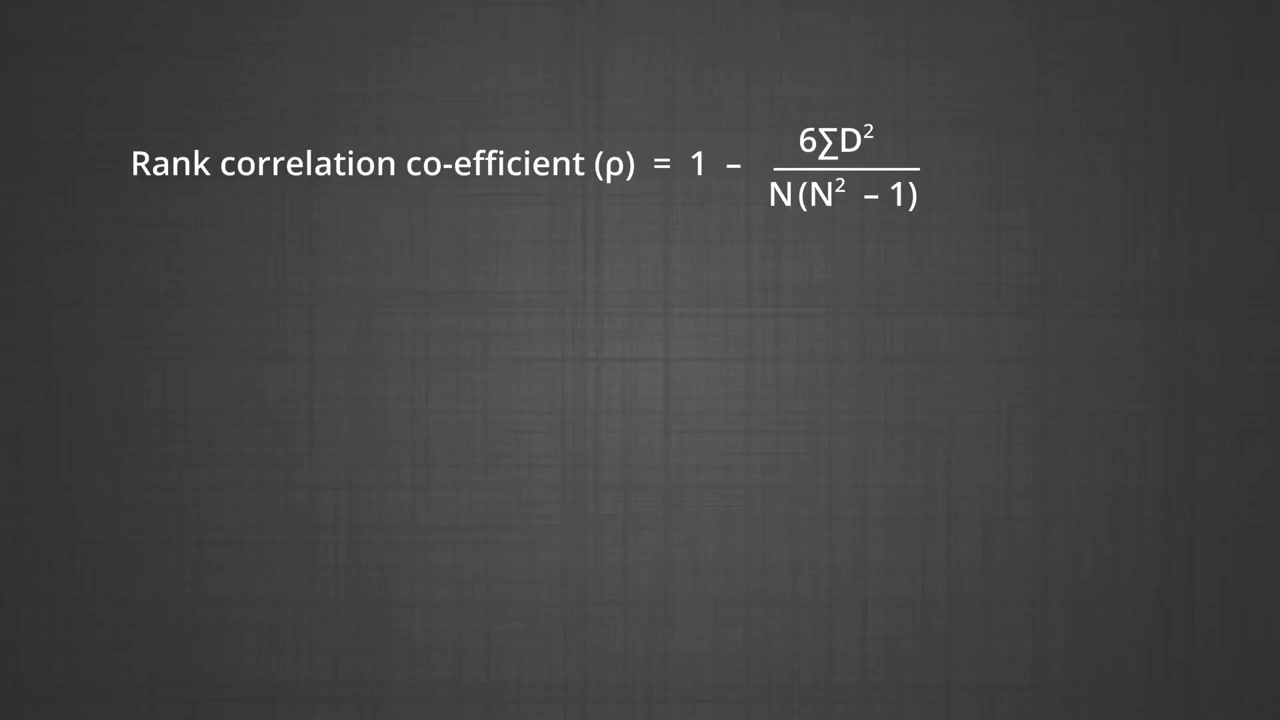 Rank correlation co-efficient (ρ) = 1 – 6∑D² / N(N² – 1)